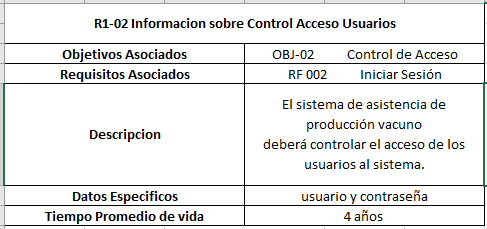 R1-02 Informacion sobre Control Acceso Usuarios
Objetivos Asociados OBJ-02 Control de Acceso
Requisitos Asociados RF 002 Iniciar Sesión
Descripcion
El sistema de asistencia de
producción vacuno
deberá controlar el acceso de los
usuarios al sistema.
Datos Especificos usuario y contraseña
Tiempo Promedio de vida 4 años